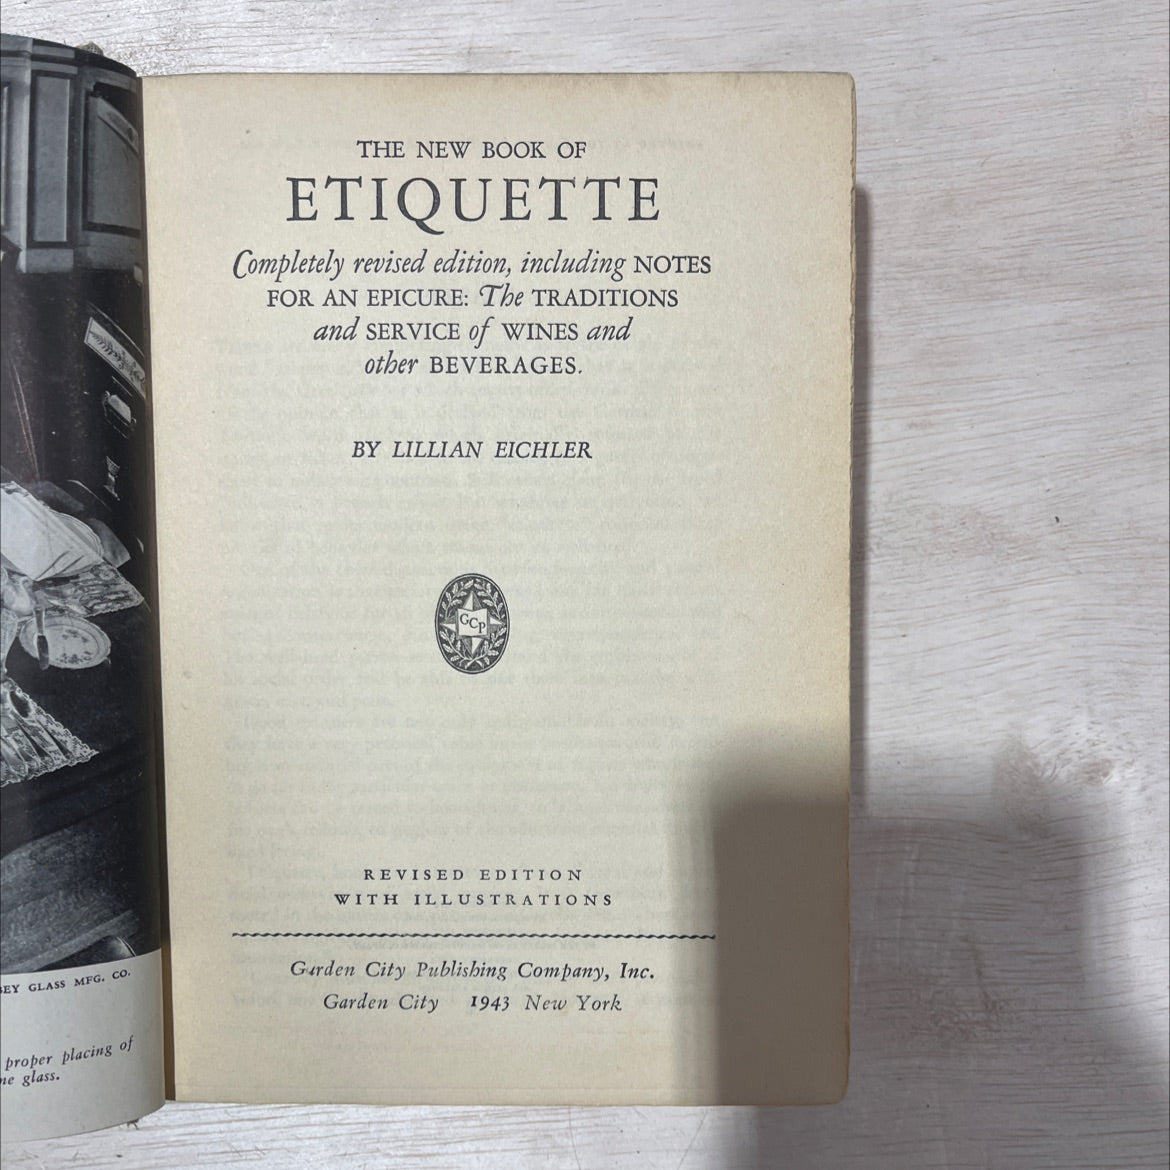 THE NEW BOOK OF
ETIQUETTE
Completely revised edition, including NOTES
FOR AN EPICURE: The TRADITIONS
and SERVICE of WINES and
other BEVERAGES.
BY LILLIAN EICHLER
GCP
REVISED EDITION
WITH ILLUSTRATIONS
Garden City Publishing Company, Inc.
Garden City 1943 New York
GLASS MFG. CO.
proper placing of
glass.